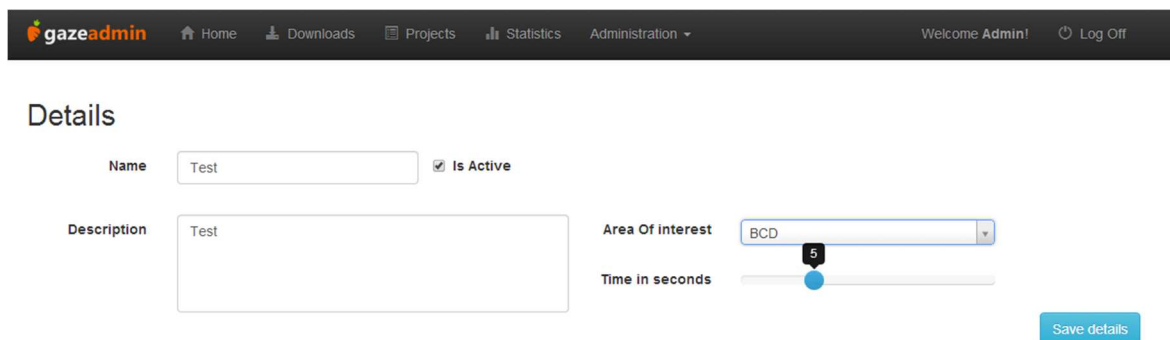 gazeadmin Home Downloads Projects Statistics Administration Welcome Admin! Log Off
Details
Name Test Is Active
Description Test Area Of interest BCD
5
Time in seconds
Save details